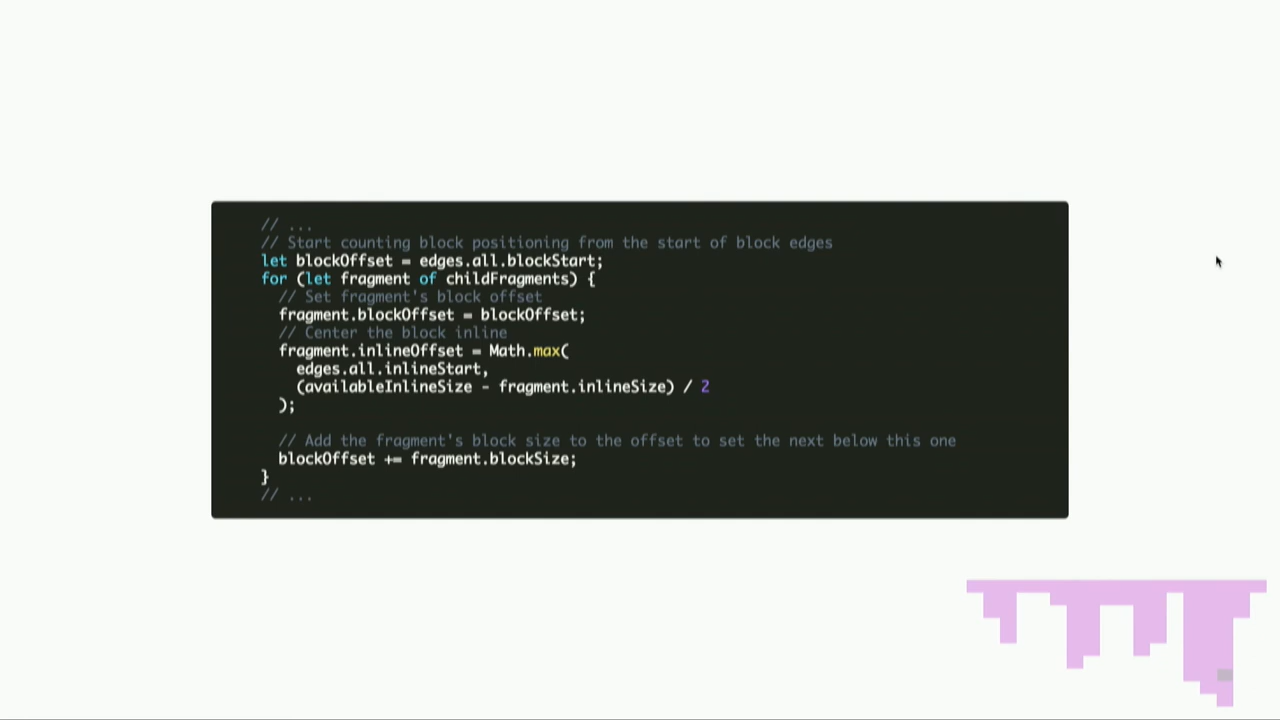 // ...
// Start counting block positioning from the start of block edges
let blockOffset = edges.all.blockStart;
for (let fragment of childFragments) {
// Set fragment's block offset
fragment.blockOffset = blockOffset;
// Center the block inline
fragment.inlineOffset = Math.max(
edges.all.inlineStart,
(availableInlineSize - fragment.inlineSize) / 2
);
// Add the fragment's block size to the offset to set the next below this one
blockOffset += fragment.blockSize;
}
// ...